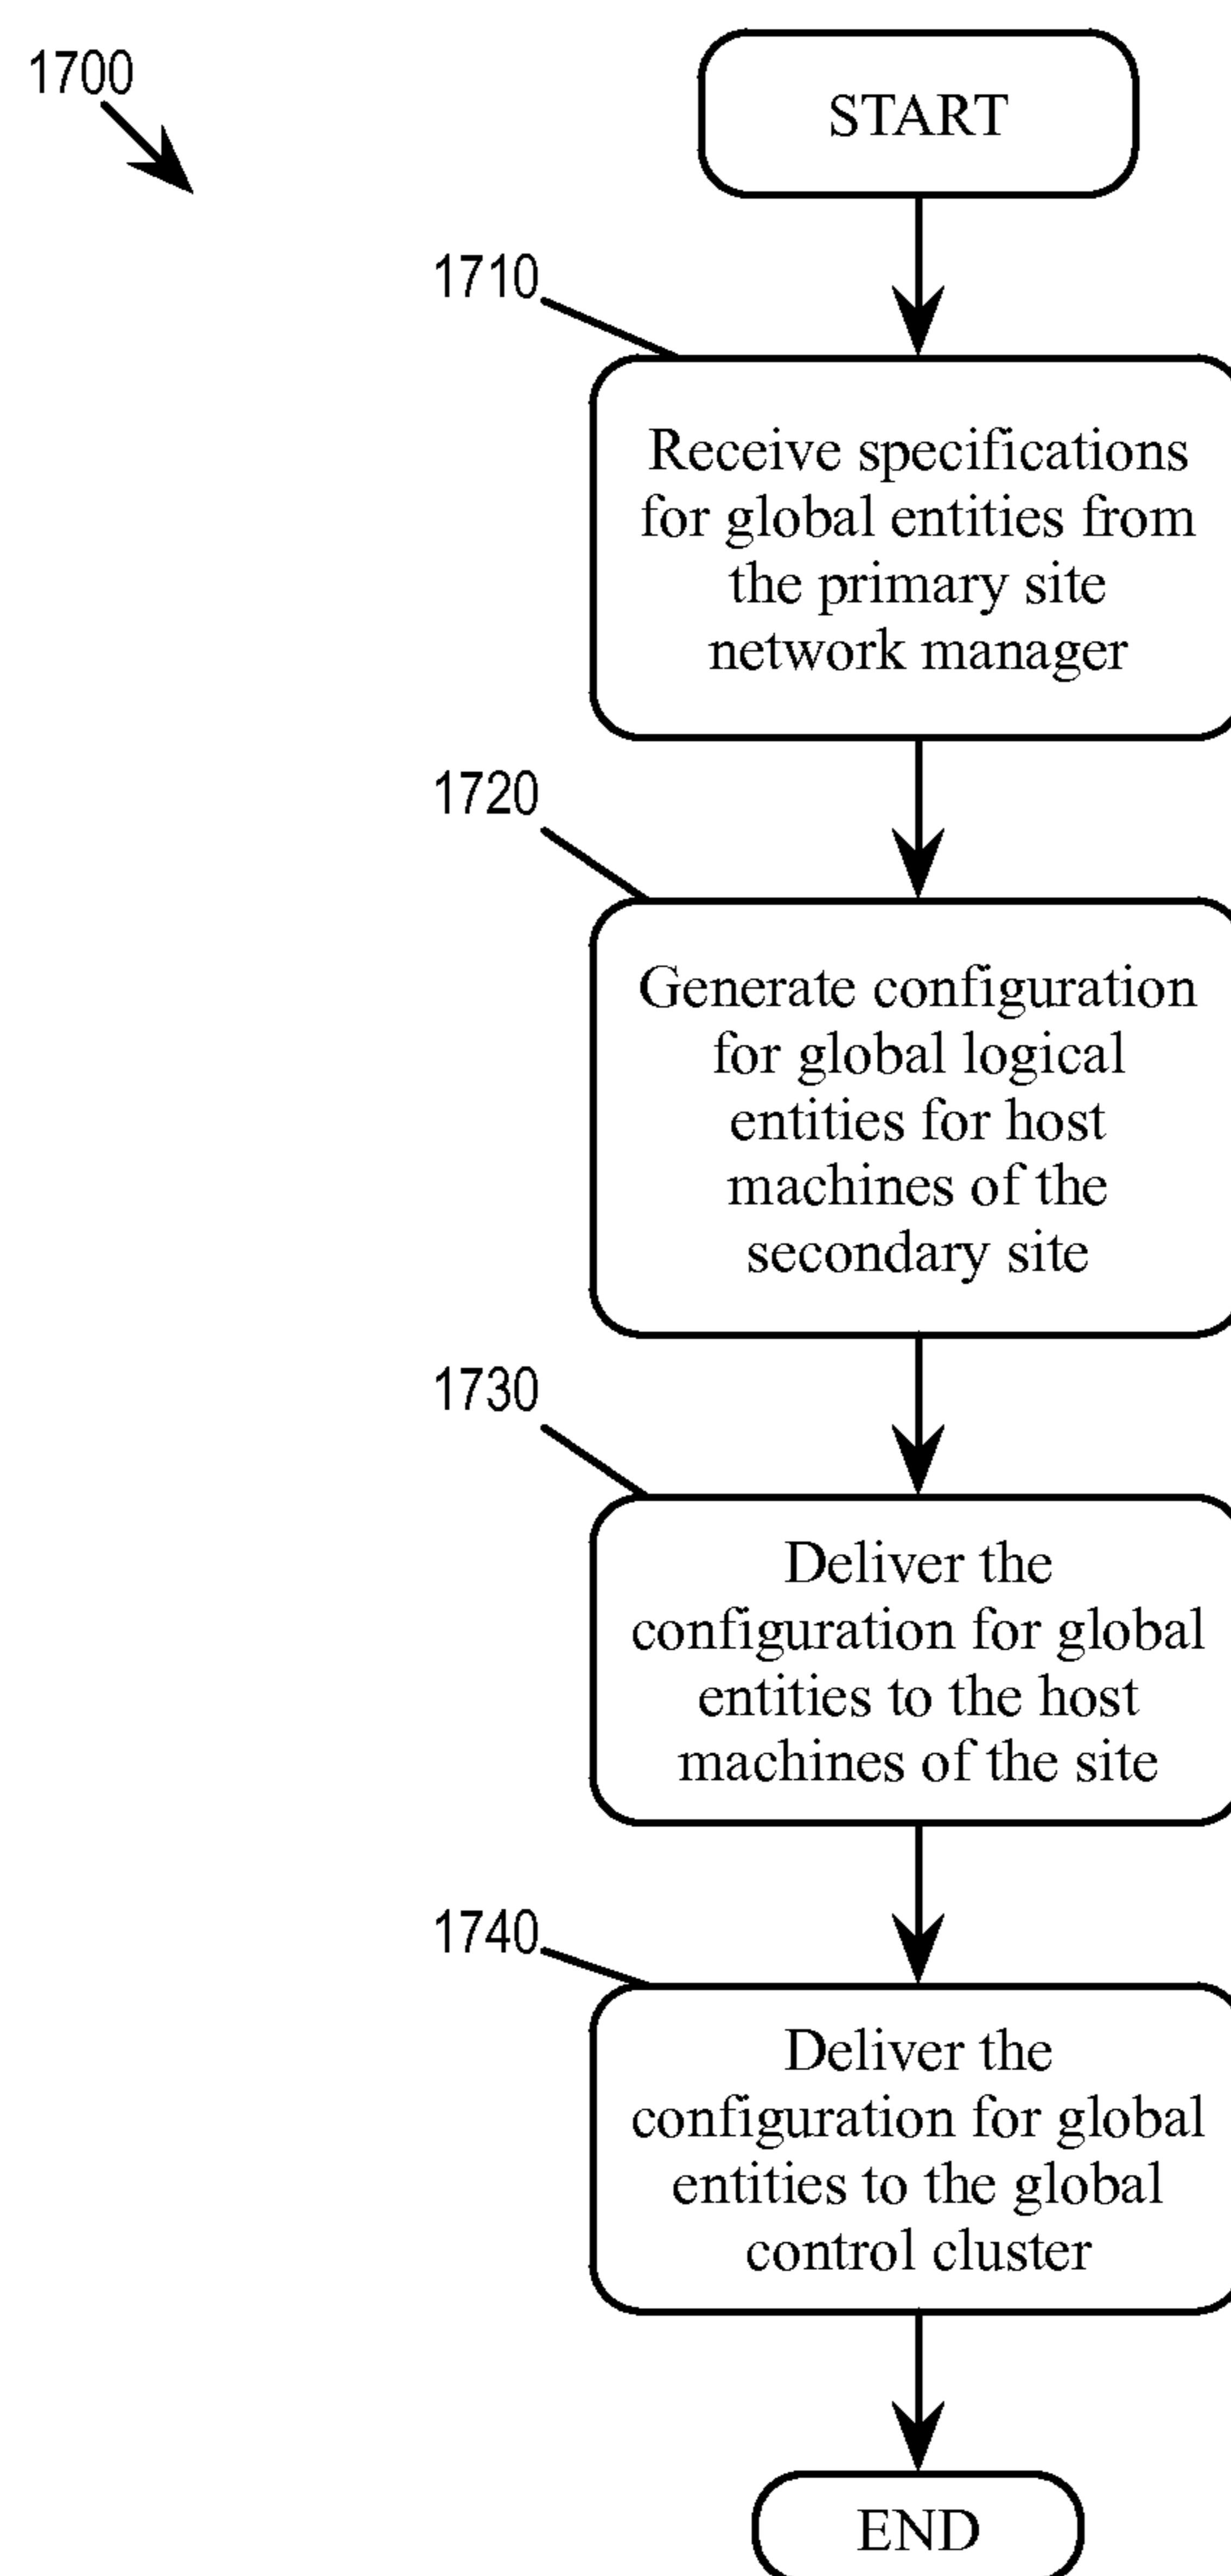 1700
START
1710
Receive specifications
for global entities from
the primary site
network manager
1720
Generate configuration
for global logical
entities for host
machines of the
secondary site
1730
Deliver the
configuration for global
entities to the host
machines of the site
1740
Deliver the
configuration for global
entities to the global
control cluster
END